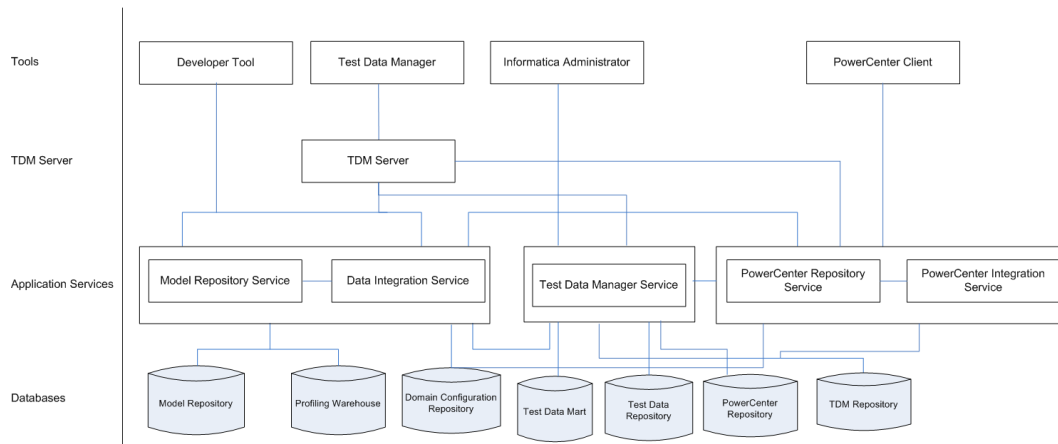 Tools
Developer Tool
Test Data Manager
Informatica Administrator
PowerCenter Client
TDM Server
TDM Server
Application Services
Model Repository Service
Data Integration Service
Test Data Manager Service
PowerCenter Repository
Service
PowerCenter Integration
Service
Databases
Model Repository
Profiling Warehouse
Domain Configuration
Repository
Test Data Mart
Test Data
Repository
PowerCenter
Repository
TDM Repository